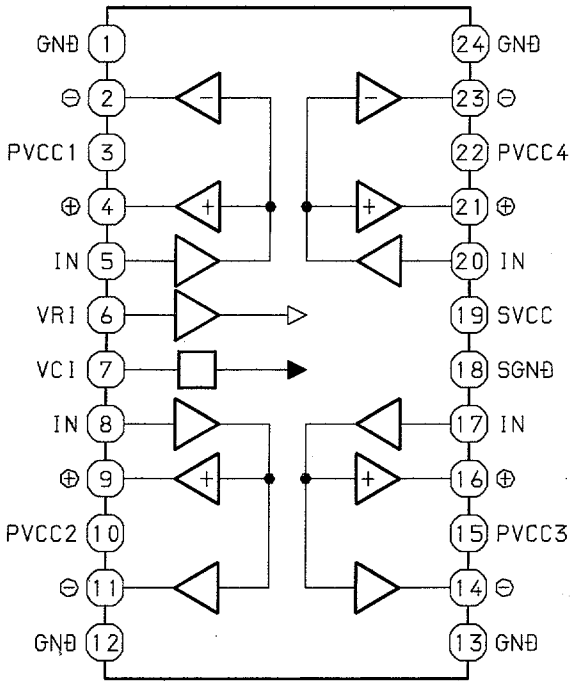 GND 1 24 GND
⊖ 2 − − 23 ⊖
PVCC1 3 22 PVCC4
⊕ 4 + + 21 ⊕
IN 5 20 IN
VRI 6 19 SVCC
VCI 7 18 SGND
IN 8 17 IN
⊕ 9 + + 16 ⊕
PVCC2 10 15 PVCC3
⊖ 11 14 ⊖
GND 12 13 GND